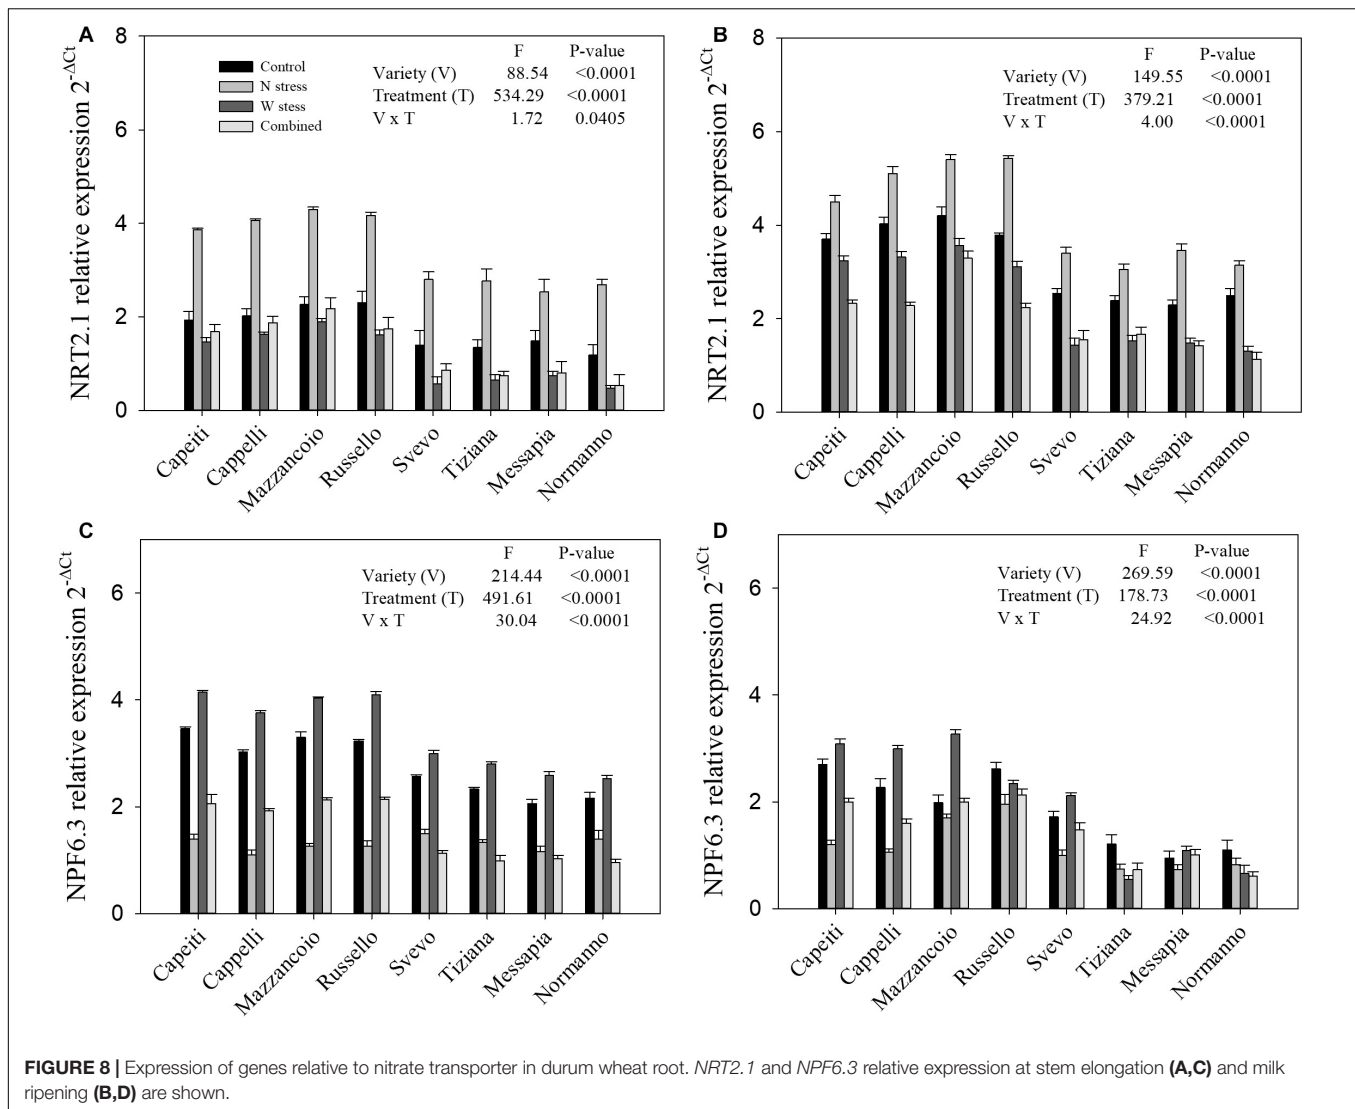 A
NRT2.1 relative expression 2^-ΔCt
8
6
4
2
0
Control
N stress
W stess
Combined
F P-value
Variety (V) 88.54 <0.0001
Treatment (T) 534.29 <0.0001
V x T 1.72 0.0405
Capeiti
Cappelli
Mazzancoio
Russello
Svevo
Tiziana
Messapia
Normanno
B
NRT2.1 relative expression 2^-ΔCt
8
6
4
2
0
F P-value
Variety (V) 149.55 <0.0001
Treatment (T) 379.21 <0.0001
V x T 4.00 <0.0001
Capeiti
Cappelli
Mazzancoio
Russello
Svevo
Tiziana
Messapia
Normanno
C
NPF6.3 relative expression 2^-ΔCt
6
4
2
0
F P-value
Variety (V) 214.44 <0.0001
Treatment (T) 491.61 <0.0001
V x T 30.04 <0.0001
Capeiti
Cappelli
Mazzancoio
Russello
Svevo
Tiziana
Messapia
Normanno
D
NPF6.3 relative expression 2^-ΔCt
6
4
2
0
F P-value
Variety (V) 269.59 <0.0001
Treatment (T) 178.73 <0.0001
V x T 24.92 <0.0001
Capeiti
Cappelli
Mazzancoio
Russello
Svevo
Tiziana
Messapia
Normanno
FIGURE 8 | Expression of genes relative to nitrate transporter in durum wheat root. NRT2.1 and NPF6.3 relative expression at stem elongation (A,C) and milk
ripening (B,D) are shown.